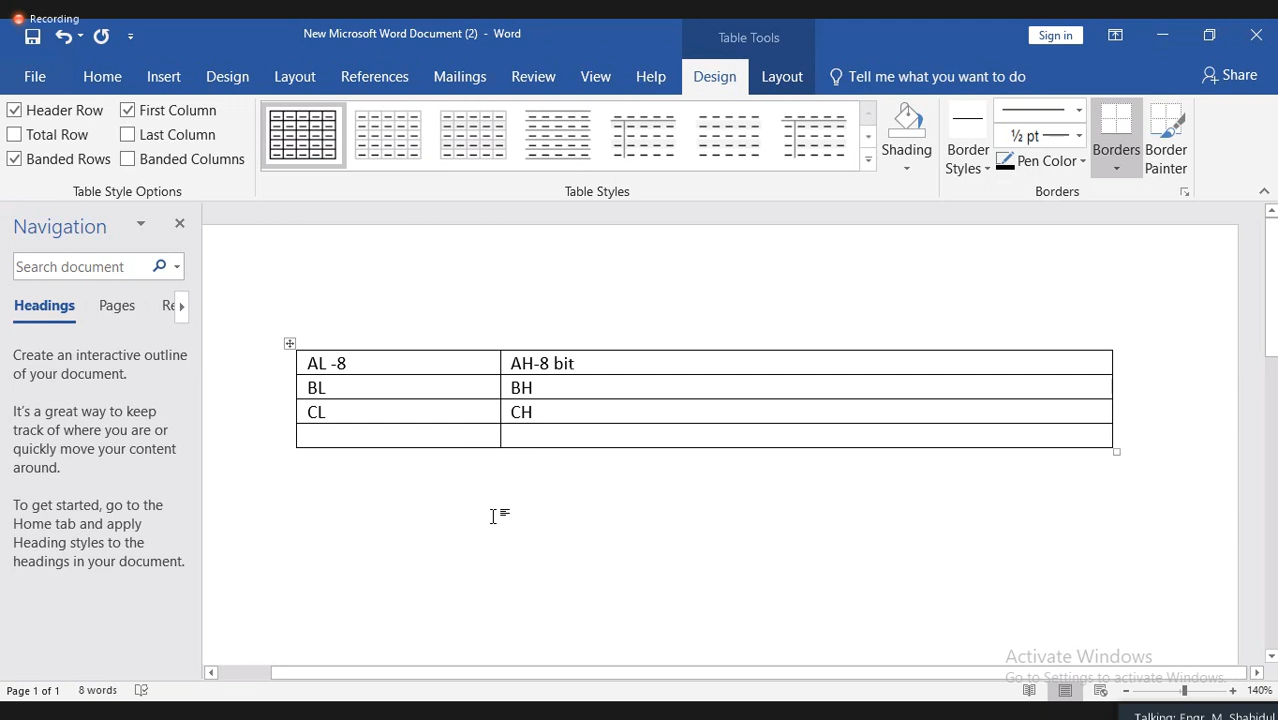 Recording
New Microsoft Word Document (2) - Word
Table Tools
Sign in
File Home Insert Design Layout References Mailings Review View Help Design Layout Tell me what you want to do Share
Header Row First Column
Total Row Last Column
Banded Rows Banded Columns
Table Style Options
Table Styles
Shading
Border Styles
½ pt
Pen Color
Borders
Border Painter
Borders
Navigation
Search document
Headings Pages Re
Create an interactive outline
of your document.
It's a great way to keep
track of where you are or
quickly move your content
around.
To get started, go to the
Home tab and apply
Heading styles to the
headings in your document.
AL -8 AH-8 bit
BL BH
CL CH
Activate Windows
Go to Settings to activate Windows.
Page 1 of 1 8 words 140%
Talking: Engr. M. Shahidul